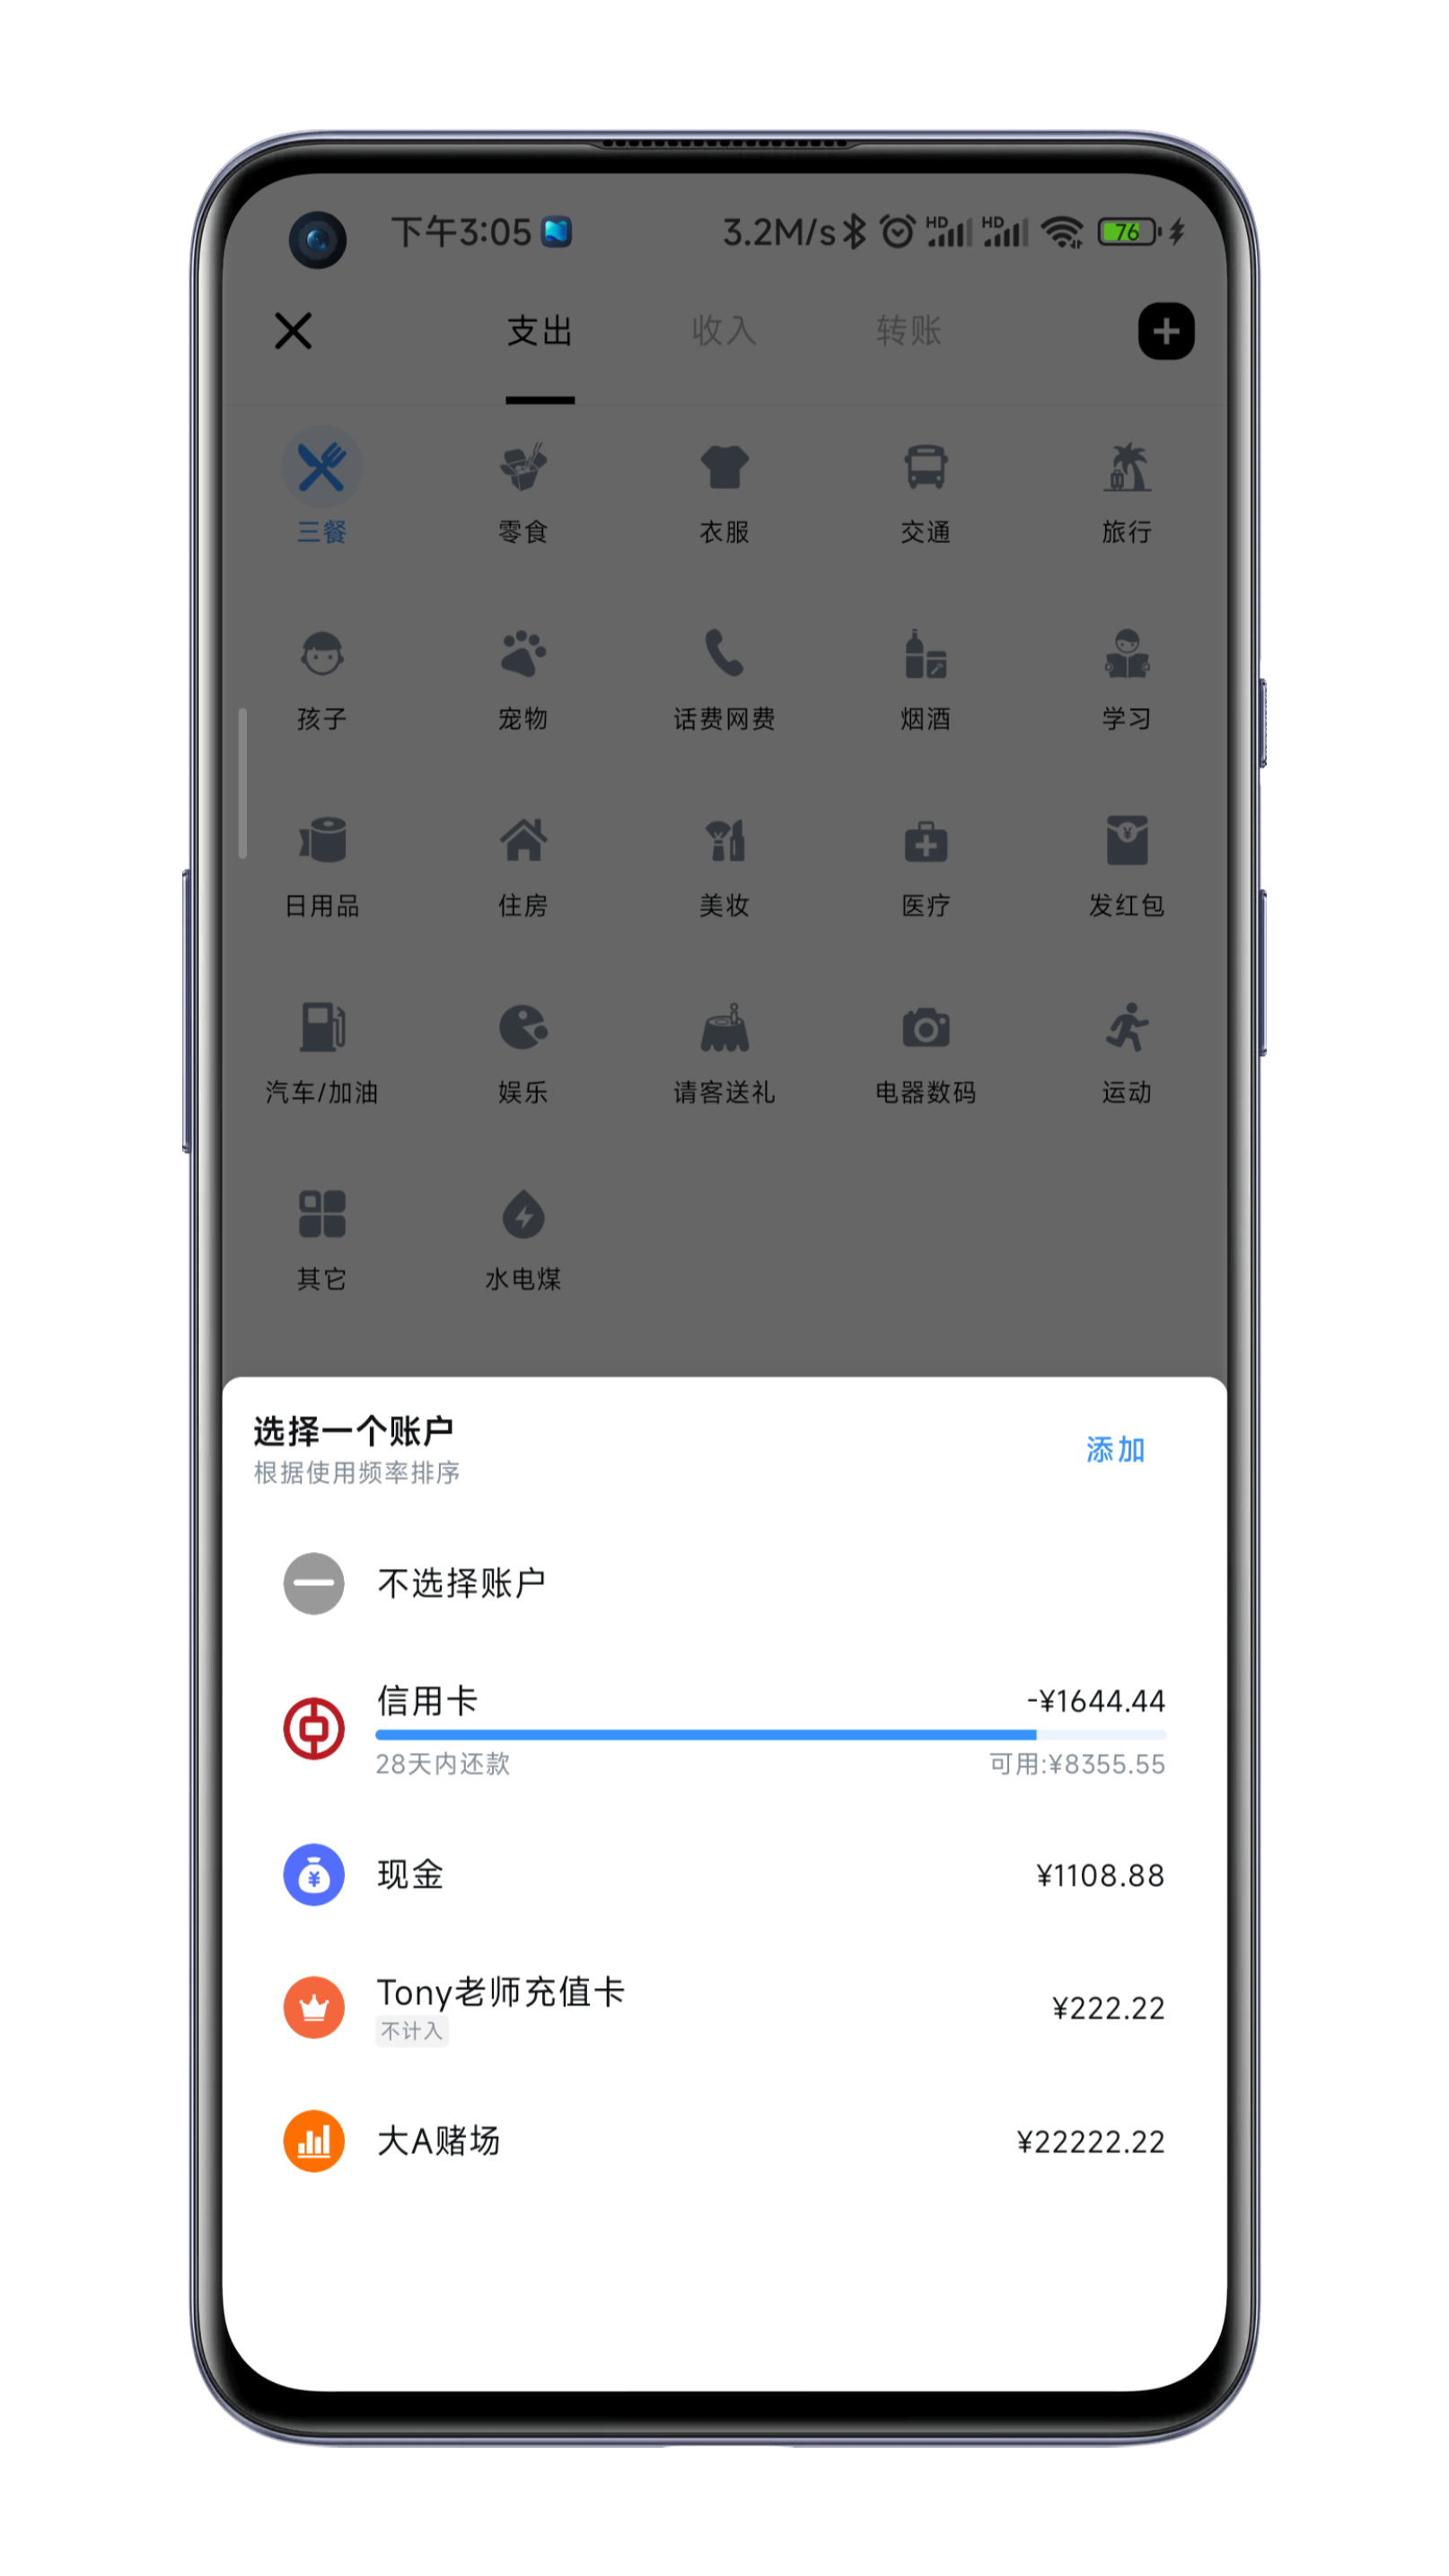 下午3:05
3.2M/s HD HD 76
支出 收入 转账
三餐 零食 衣服 交通 旅行
孩子 宠物 话费网费 烟酒 学习
日用品 住房 美妆 医疗 发红包
汽车/加油 娱乐 请客送礼 电器数码 运动
其它 水电煤
选择一个账户
添加
根据使用频率排序
不选择账户
信用卡 -¥1644.44
28天内还款 可用:¥8355.55
现金 ¥1108.88
Tony老师充值卡
不计入
¥222.22
大A赌场 ¥22222.22